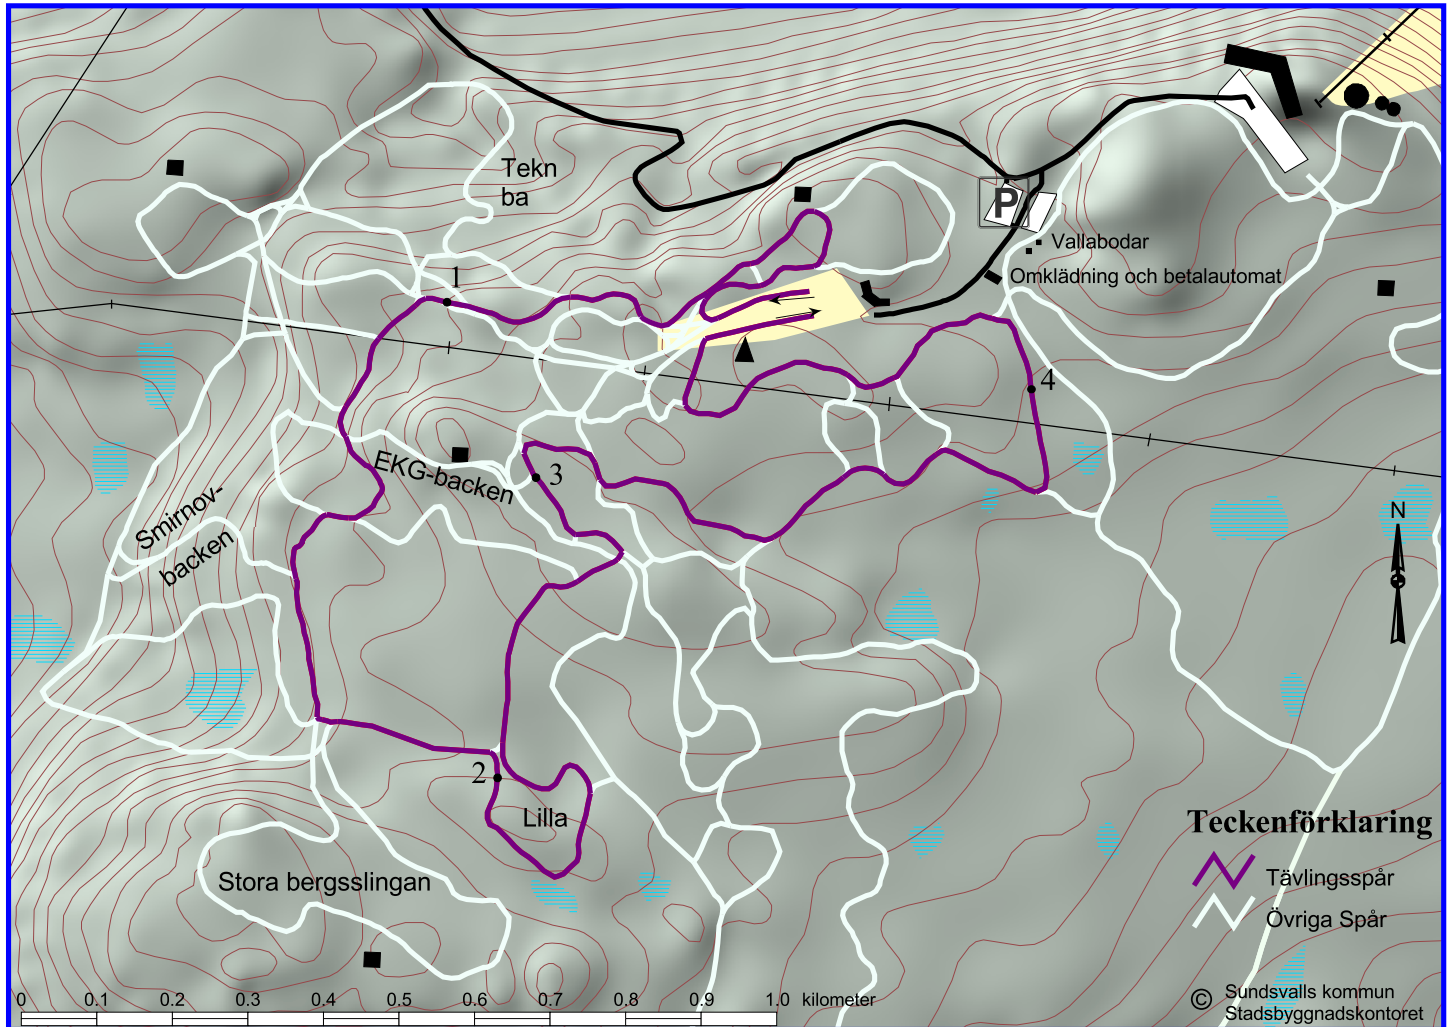 Tekn
ba
P
Vallabodar
Omklädning och betalautomat
1
4
EKG-backen
3
Smirnov-
backen
N
2
Lilla
Stora bergsslingan
Teckenförklaring
Tävlingsspår
Övriga Spår
0 0.1 0.2 0.3 0.4 0.5 0.6 0.7 0.8 0.9 1.0 kilometer
© Sundsvalls kommun
Stadsbyggnadskontoret